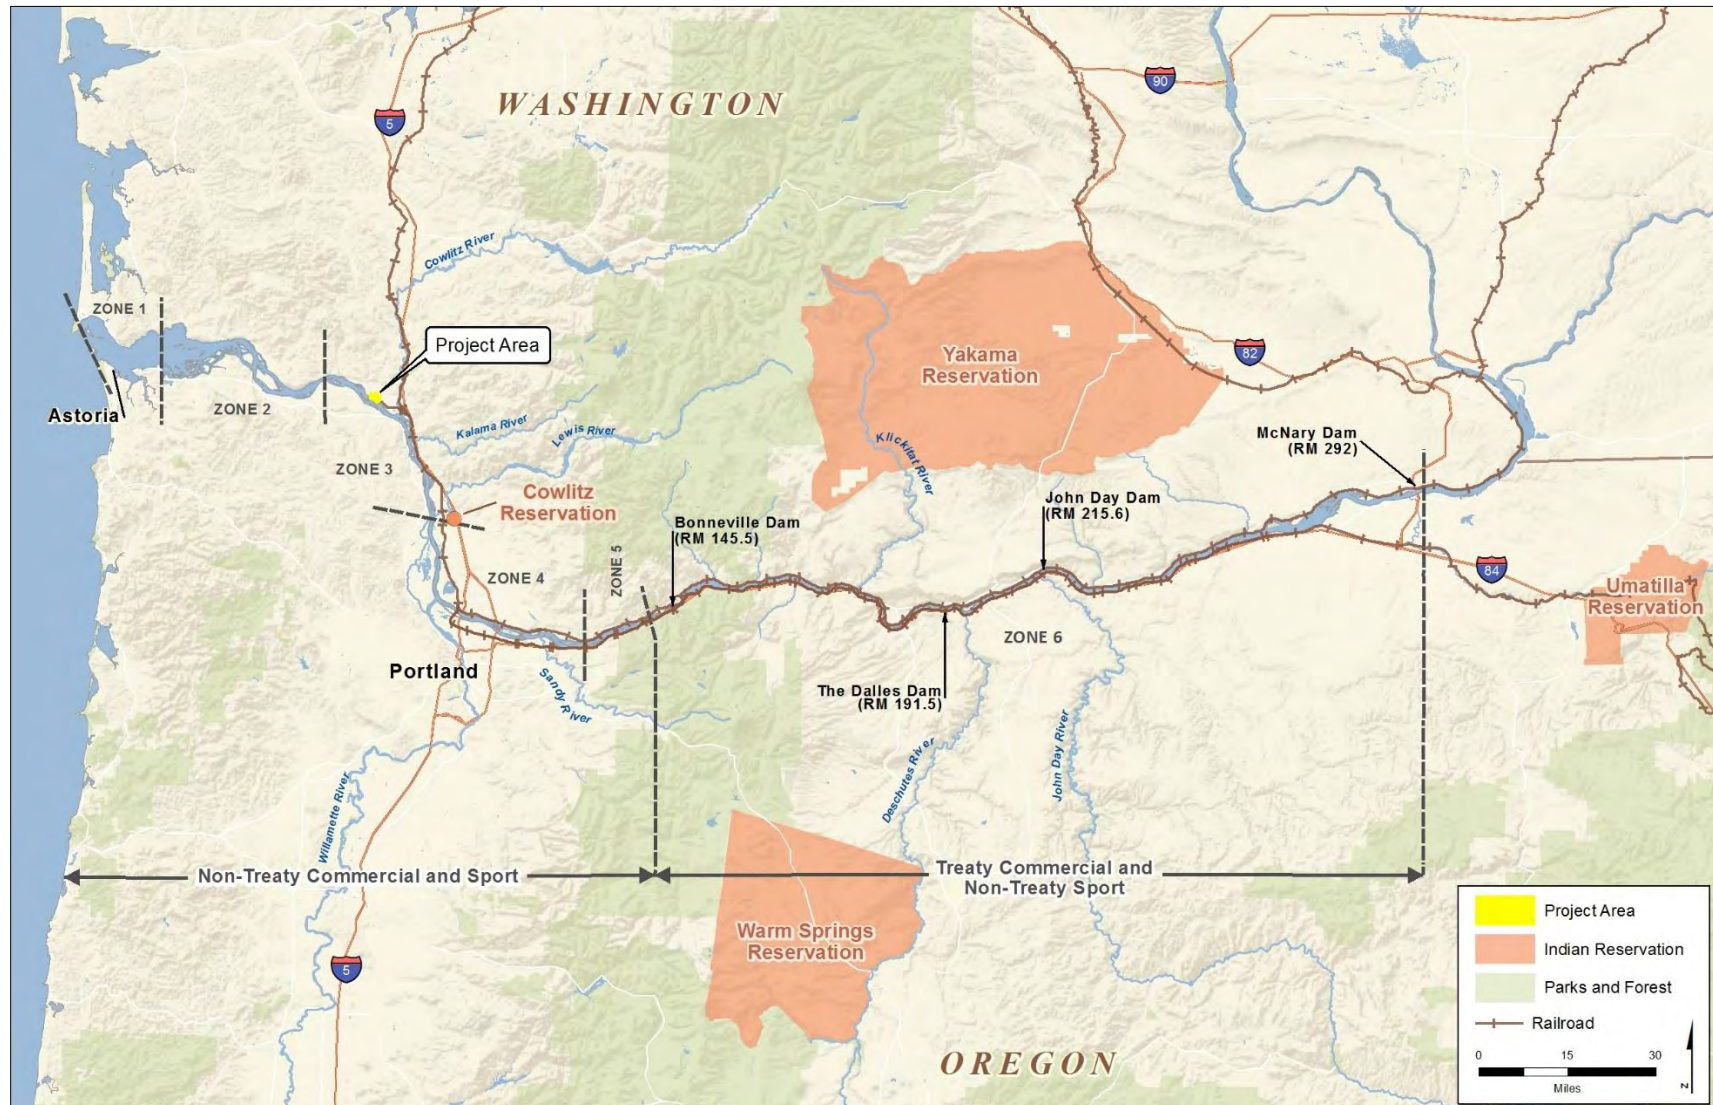 WASHINGTON
5
90
Cowlitz River
ZONE 1
Project Area
82
Yakama
Reservation
Astoria
ZONE 2
Kalama River
Lewis River
Klickitat River
McNary Dam
(RM 292)
ZONE 3
Cowlitz
Reservation
John Day Dam
(RM 215.6)
Bonneville Dam
(RM 145.5)
ZONE 4
ZONE 5
84
Umatilla
Reservation
ZONE 6
Portland
Sandy River
The Dalles Dam
(RM 191.5)
Willamette River
Deschutes River
John Day River
Non-Treaty Commercial and Sport
Treaty Commercial and
Non-Treaty Sport
Warm Springs
Reservation
5
OREGON
Project Area
Indian Reservation
Parks and Forest
Railroad
0 15 30
Miles
N